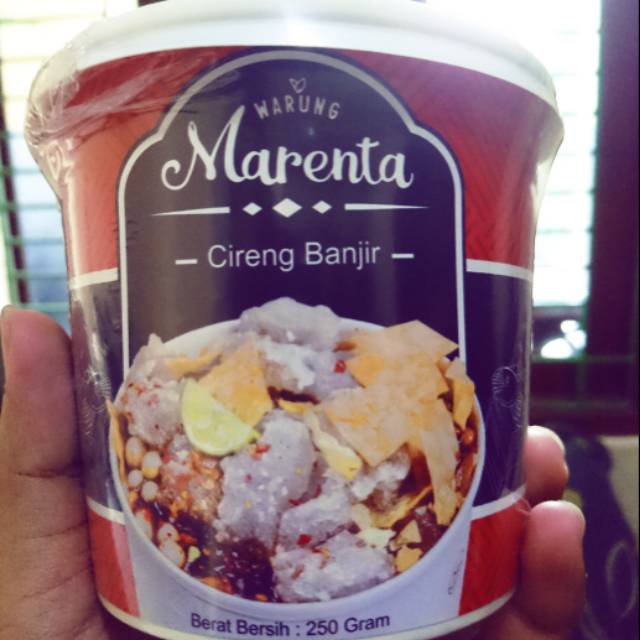 WARUNG
Marenta
- Cireng Banjir -
Berat Bersih : 250 Gram